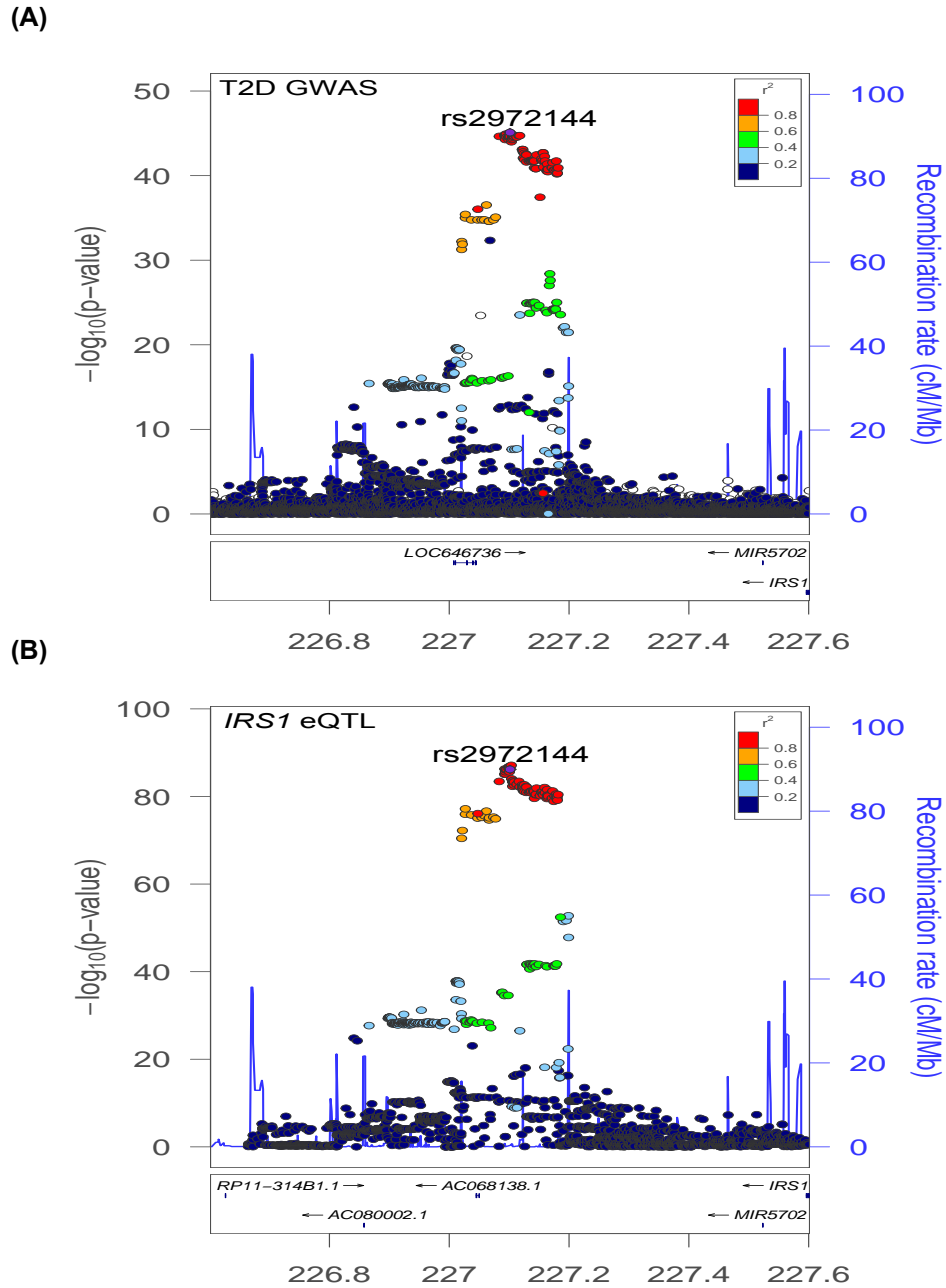 (A)
T2D GWAS
rs2972144
r2
0.8
0.6
0.4
0.2
50
40
30
20
10
0
−log10(p−value)
100
80
60
40
20
0
Recombination rate (cM/Mb)
LOC646736 →
← MIR5702
← IRS1
226.8 227 227.2 227.4 227.6
(B)
IRS1 eQTL
rs2972144
r2
0.8
0.6
0.4
0.2
100
80
60
40
20
0
−log10(p−value)
100
80
60
40
20
0
Recombination rate (cM/Mb)
RP11−314B1.1 →
← AC068138.1
← IRS1
← AC080002.1
← MIR5702
226.8 227 227.2 227.4 227.6